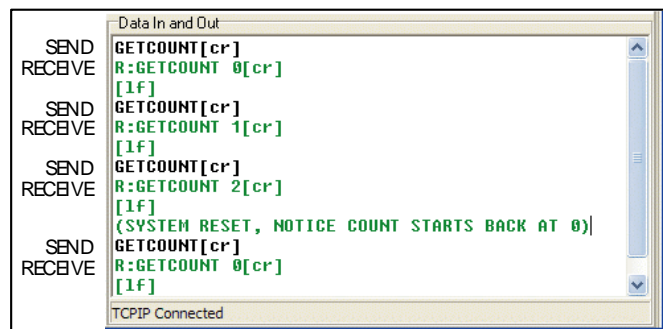 Data In and Out
SEND GETCOUNT[cr]
RECEIVE R:GETCOUNT 0[cr]
[lf]
SEND GETCOUNT[cr]
RECEIVE R:GETCOUNT 1[cr]
[lf]
SEND GETCOUNT[cr]
RECEIVE R:GETCOUNT 2[cr]
[lf]
(SYSTEM RESET, NOTICE COUNT STARTS BACK AT 0)
SEND GETCOUNT[cr]
RECEIVE R:GETCOUNT 0[cr]
[lf]
TCPIP Connected